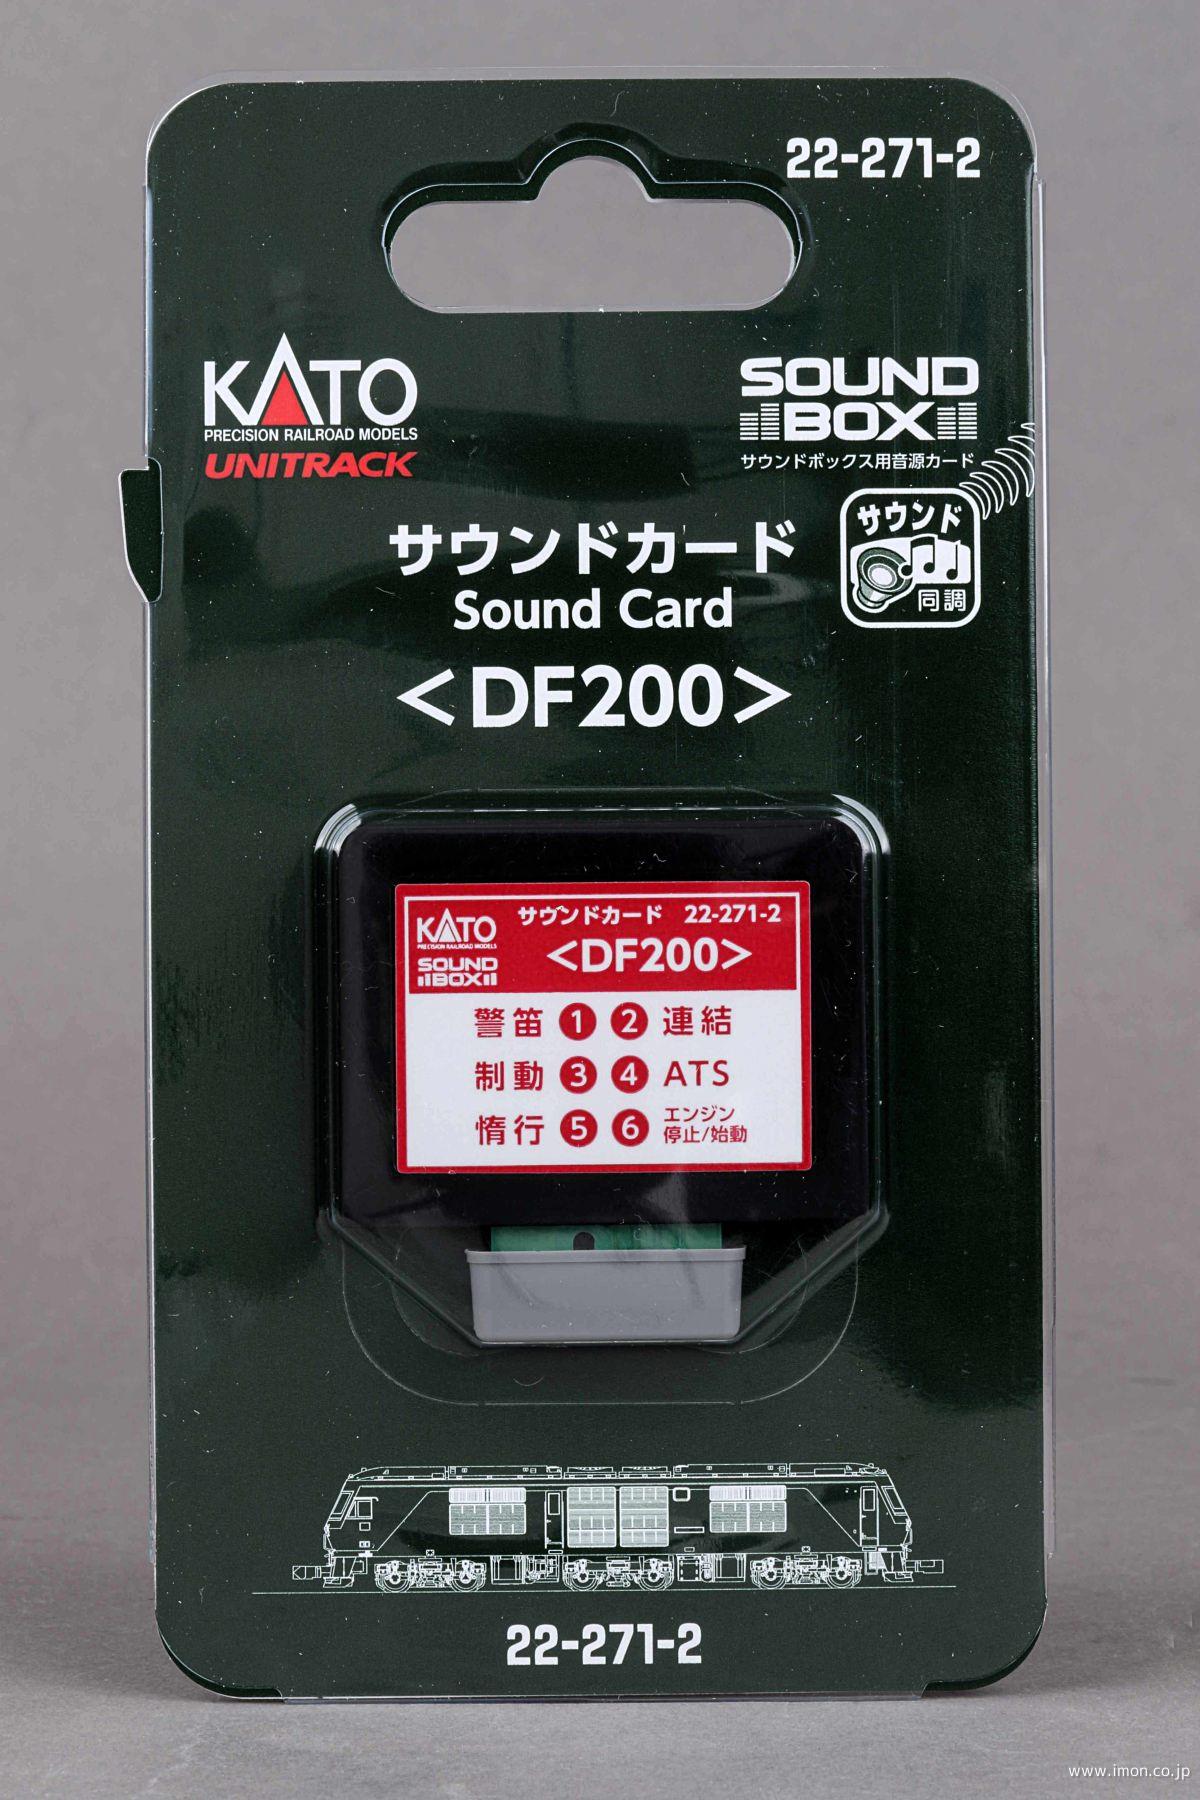 22-271-2
KATO
PRECISION RAILROAD MODELS
UNITRACK
SOUND
BOX
サウンドボックス用音源カード
サウンド
同調
サウンドカード
Sound Card
<DF200>
KATO
PRECISION RAILROAD MODELS
SOUND
BOX
サウンドカード 22-271-2
<DF200>
警笛 1 2 連結
制動 3 4 ATS
惰行 5 6 エンジン
停止/始動
22-271-2
www.imon.co.jp